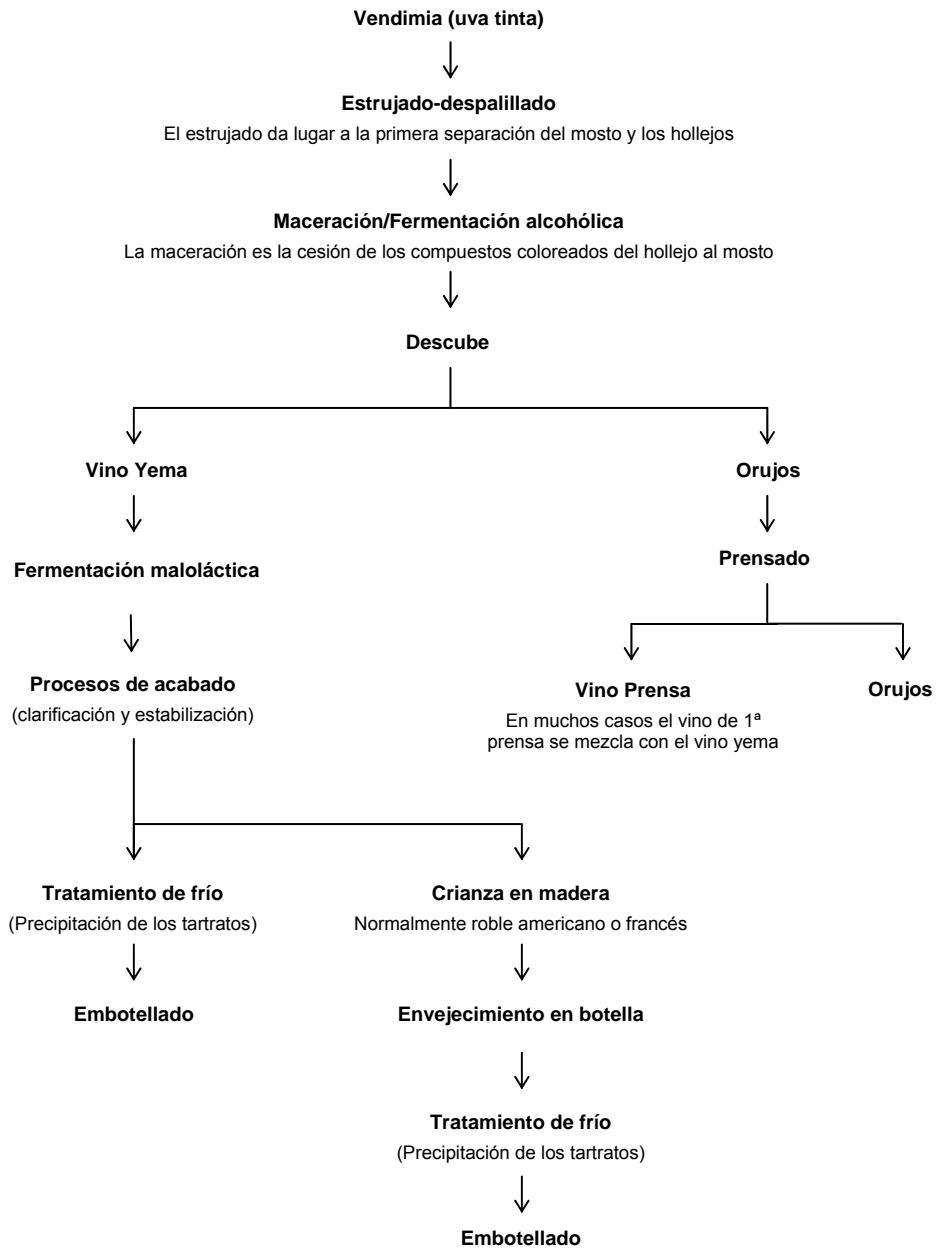 Vendimia (uva tinta)
Estrujado-despalillado
El estrujado da lugar a la primera separación del mosto y los hollejos
Maceración/Fermentación alcohólica
La maceración es la cesión de los compuestos coloreados del hollejo al mosto
Descube
Vino Yema
Orujos
Fermentación maloláctica
Prensado
Procesos de acabado
(clarificación y estabilización)
Vino Prensa
En muchos casos el vino de 1ª
prensa se mezcla con el vino yema
Orujos
Tratamiento de frío
(Precipitación de los tartratos)
Crianza en madera
Normalmente roble americano o francés
Embotellado
Envejecimiento en botella
Tratamiento de frío
(Precipitación de los tartratos)
Embotellado